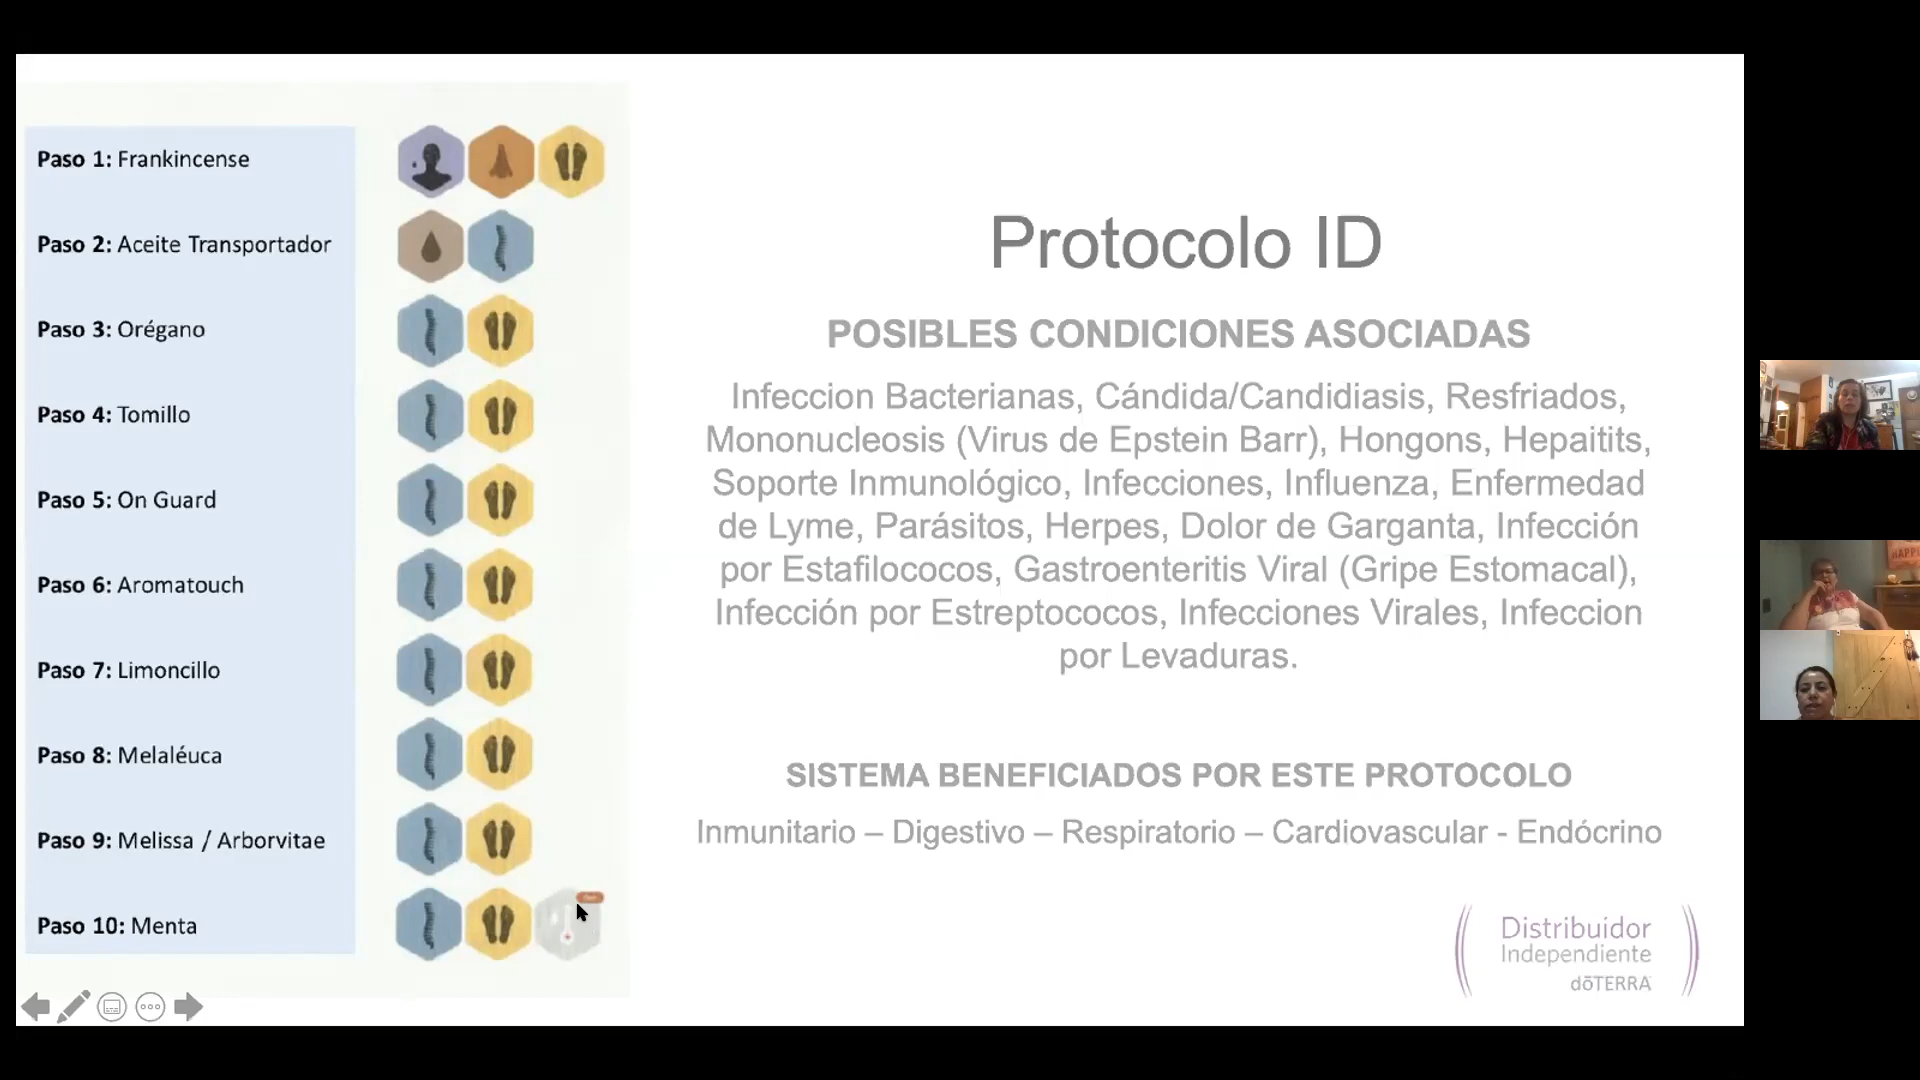 Paso 1: Frankincense
Paso 2: Aceite Transportador
Paso 3: Orégano
Paso 4: Tomillo
Paso 5: On Guard
Paso 6: Aromatouch
Paso 7: Limoncillo
Paso 8: Melaléuca
Paso 9: Melissa / Arborvitae
Paso 10: Menta
Protocolo ID
POSIBLES CONDICIONES ASOCIADAS
Infeccion Bacterianas, Cándida/Candidiasis, Resfriados,
Mononucleosis (Virus de Epstein Barr), Hongons, Hepaitits,
Soporte Inmunológico, Infecciones, Influenza, Enfermedad
de Lyme, Parásitos, Herpes, Dolor de Garganta, Infección
por Estafilococos, Gastroenteritis Viral (Gripe Estomacal),
Infección por Estreptococos, Infecciones Virales, Infeccion
por Levaduras.
SISTEMA BENEFICIADOS POR ESTE PROTOCOLO
Inmunitario – Digestivo – Respiratorio – Cardiovascular - Endócrino
Distribuidor
Independiente
dōTERRA